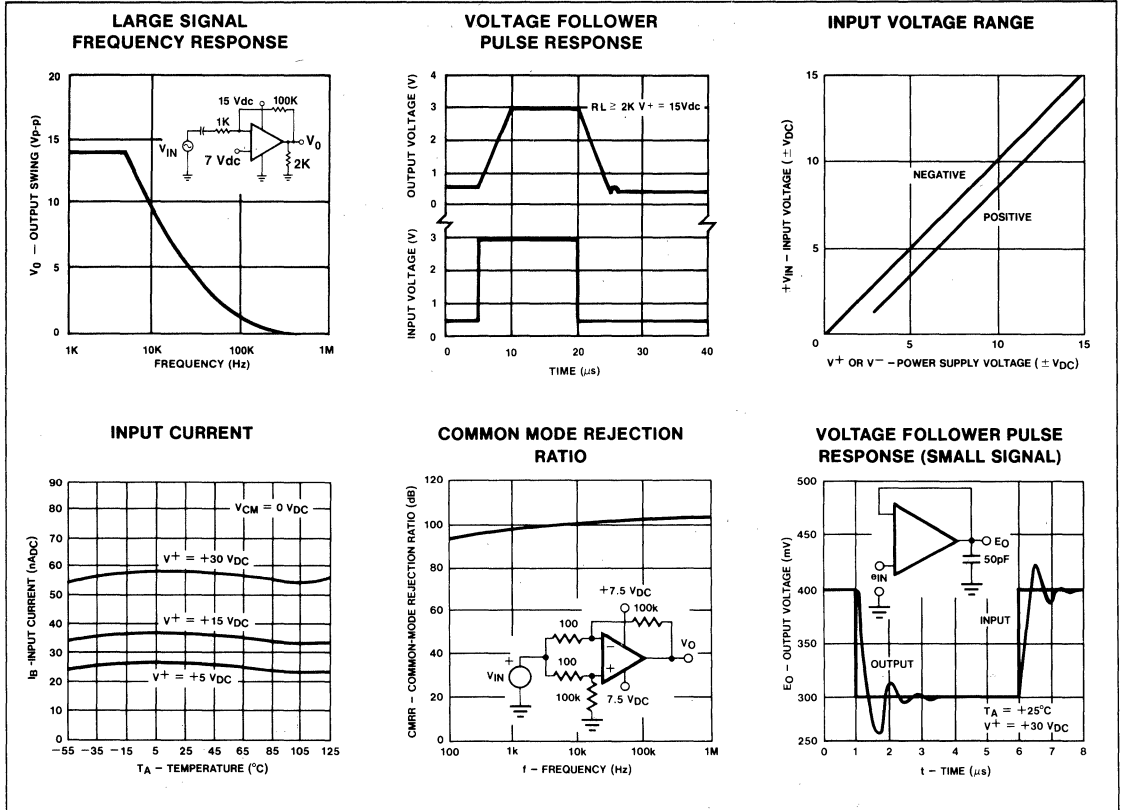 LARGE SIGNAL
FREQUENCY RESPONSE
V0 — OUTPUT SWING (Vp-p)
20
15
10
5
0
15 Vdc
100K
1K
VIN
7 Vdc
V0
2K
1K
10K
100K
1M
FREQUENCY (Hz)
VOLTAGE FOLLOWER
PULSE RESPONSE
OUTPUT VOLTAGE (V)
4
3
2
1
0
RL ≥ 2K V+ = 15Vdc
INPUT VOLTAGE (V)
3
2
1
0
0
10
20
30
40
TIME (μs)
INPUT VOLTAGE RANGE
+VIN – INPUT VOLTAGE (± VDC)
15
10
5
NEGATIVE
POSITIVE
0
5
10
15
V+ OR V− – POWER SUPPLY VOLTAGE (± VDC)
INPUT CURRENT
IB -INPUT CURRENT (nADC)
90
80
70
60
50
40
30
20
10
0
VCM = 0 VDC
V+ = +30 VDC
V+ = +15 VDC
V+ = +5 VDC
−55 −35 −15 5 25 45 65 85 105 125
TA – TEMPERATURE (°C)
COMMON MODE REJECTION
RATIO
CMRR – COMMON-MODE REJECTION RATIO (dB)
120
100
80
60
40
20
0
+7.5 VDC
100k
100
VO
−
+
VIN
+
100
100k
7.5 VDC
100
1k
10k
100k
1M
f – FREQUENCY (Hz)
VOLTAGE FOLLOWER PULSE
RESPONSE (SMALL SIGNAL)
EO – OUTPUT VOLTAGE (mV)
500
450
400
350
300
250
EO
50pF
eIN
INPUT
OUTPUT
TA = +25°C
V+ = +30 VDC
0 1 2 3 4 5 6 7 8
t – TIME (μs)